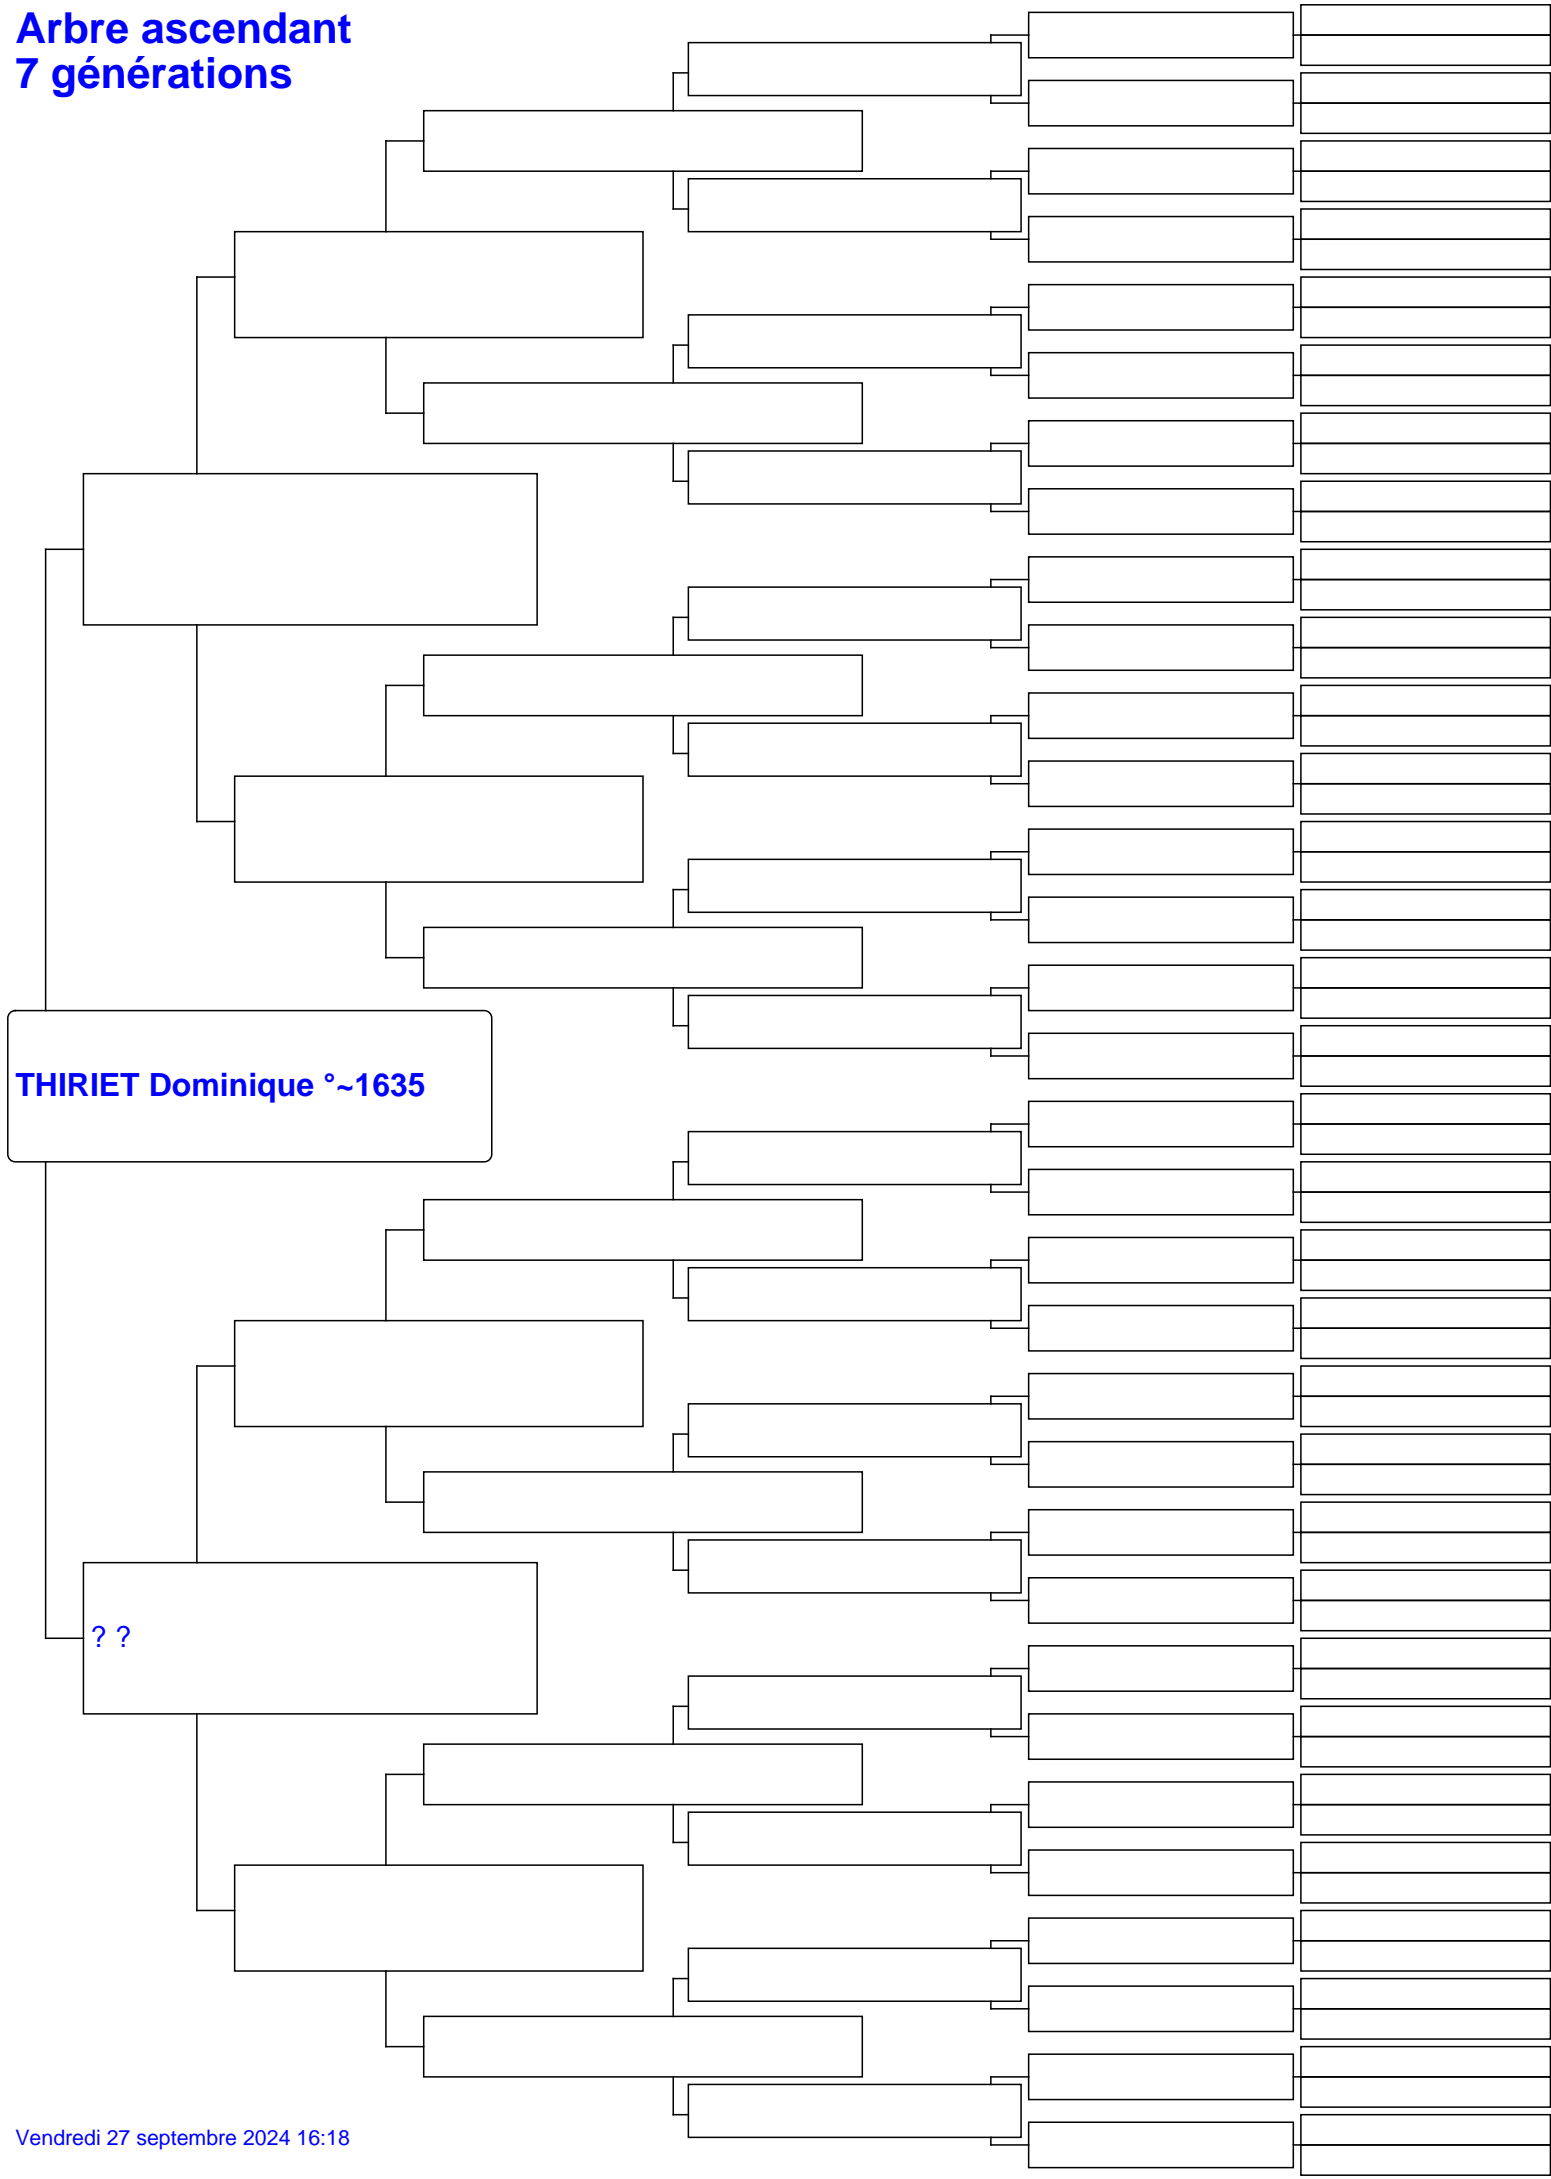 Arbre ascendant
7 générations
THIRIET Dominique °~1635
? ?
Vendredi 27 septembre 2024 16:18